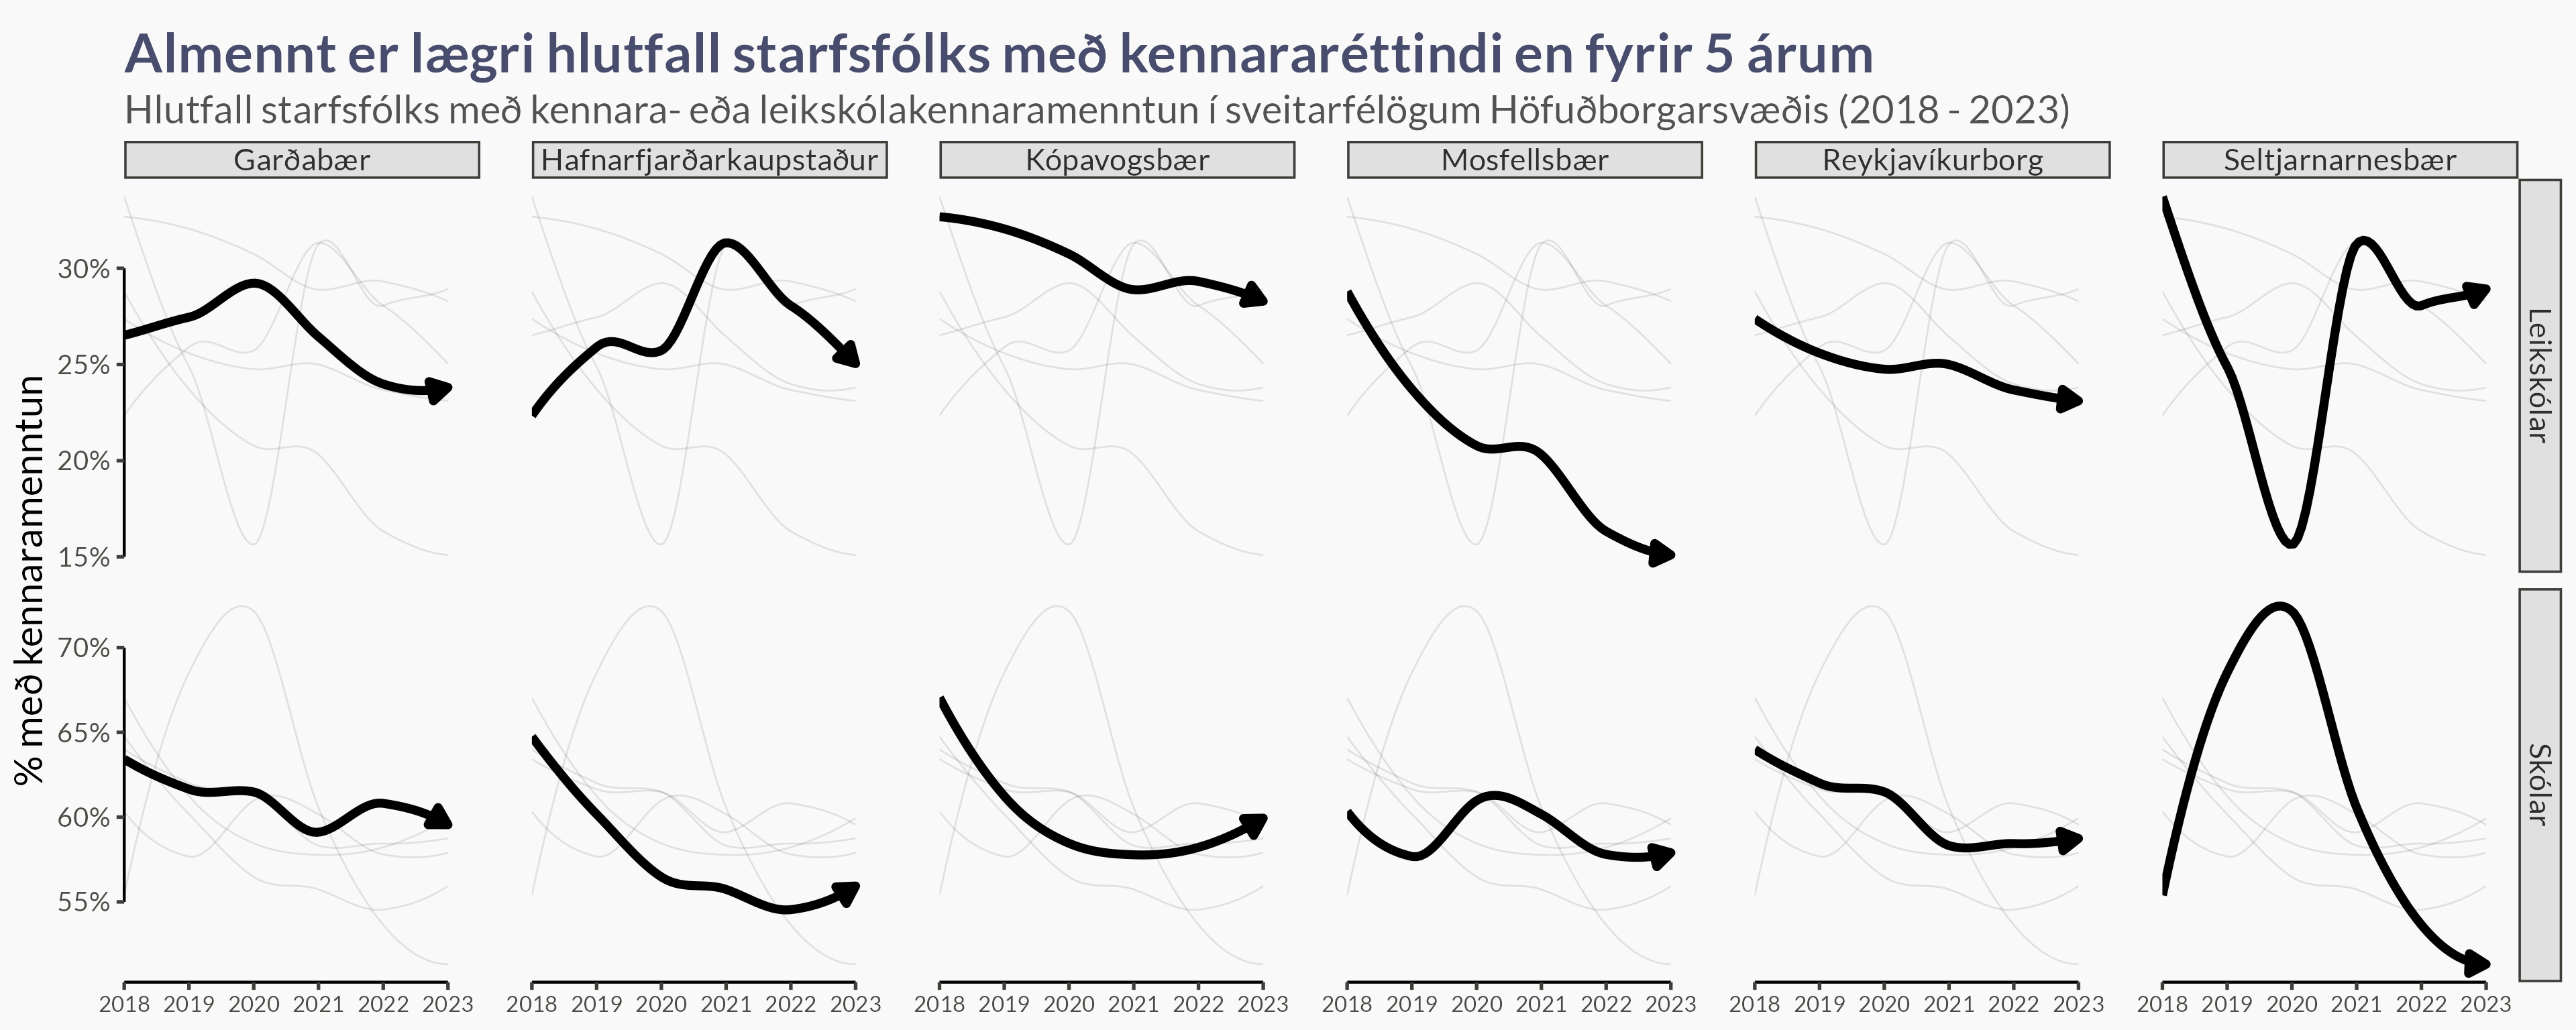 Almennt er lægri hlutfall starfsfólks með kennararéttindi en fyrir 5 árum
Hlutfall starfsfólks með kennara- eða leikskólakennaramenntun í sveitarfélögum Höfuðborgarsvæðis (2018 - 2023)
Garðabær
Hafnarfjarðarkaupstaður
Kópavogsbær
Mosfellsbær
Reykjavíkurborg
Seltjarnarnesbær
% með kennaramenntun
30%
25%
20%
15%
Leikskólar
70%
65%
60%
55%
Skólar
2018 2019 2020 2021 2022 2023
2018 2019 2020 2021 2022 2023
2018 2019 2020 2021 2022 2023
2018 2019 2020 2021 2022 2023
2018 2019 2020 2021 2022 2023
2018 2019 2020 2021 2022 2023